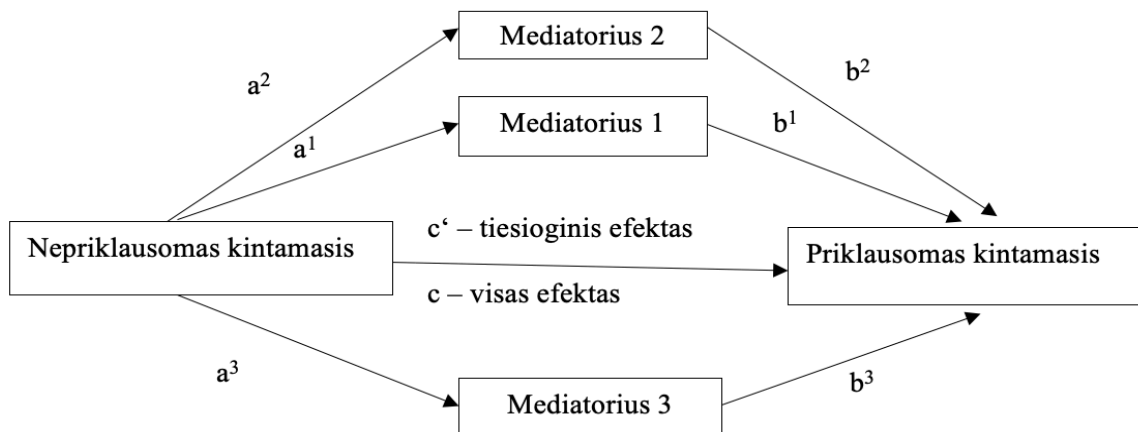 Mediatorius 2
a²
b²
Mediatorius 1
a¹
b¹
Nepriklausomas kintamasis
c‘ – tiesioginis efektas
c – visas efektas
Priklausomas kintamasis
a³
Mediatorius 3
b³